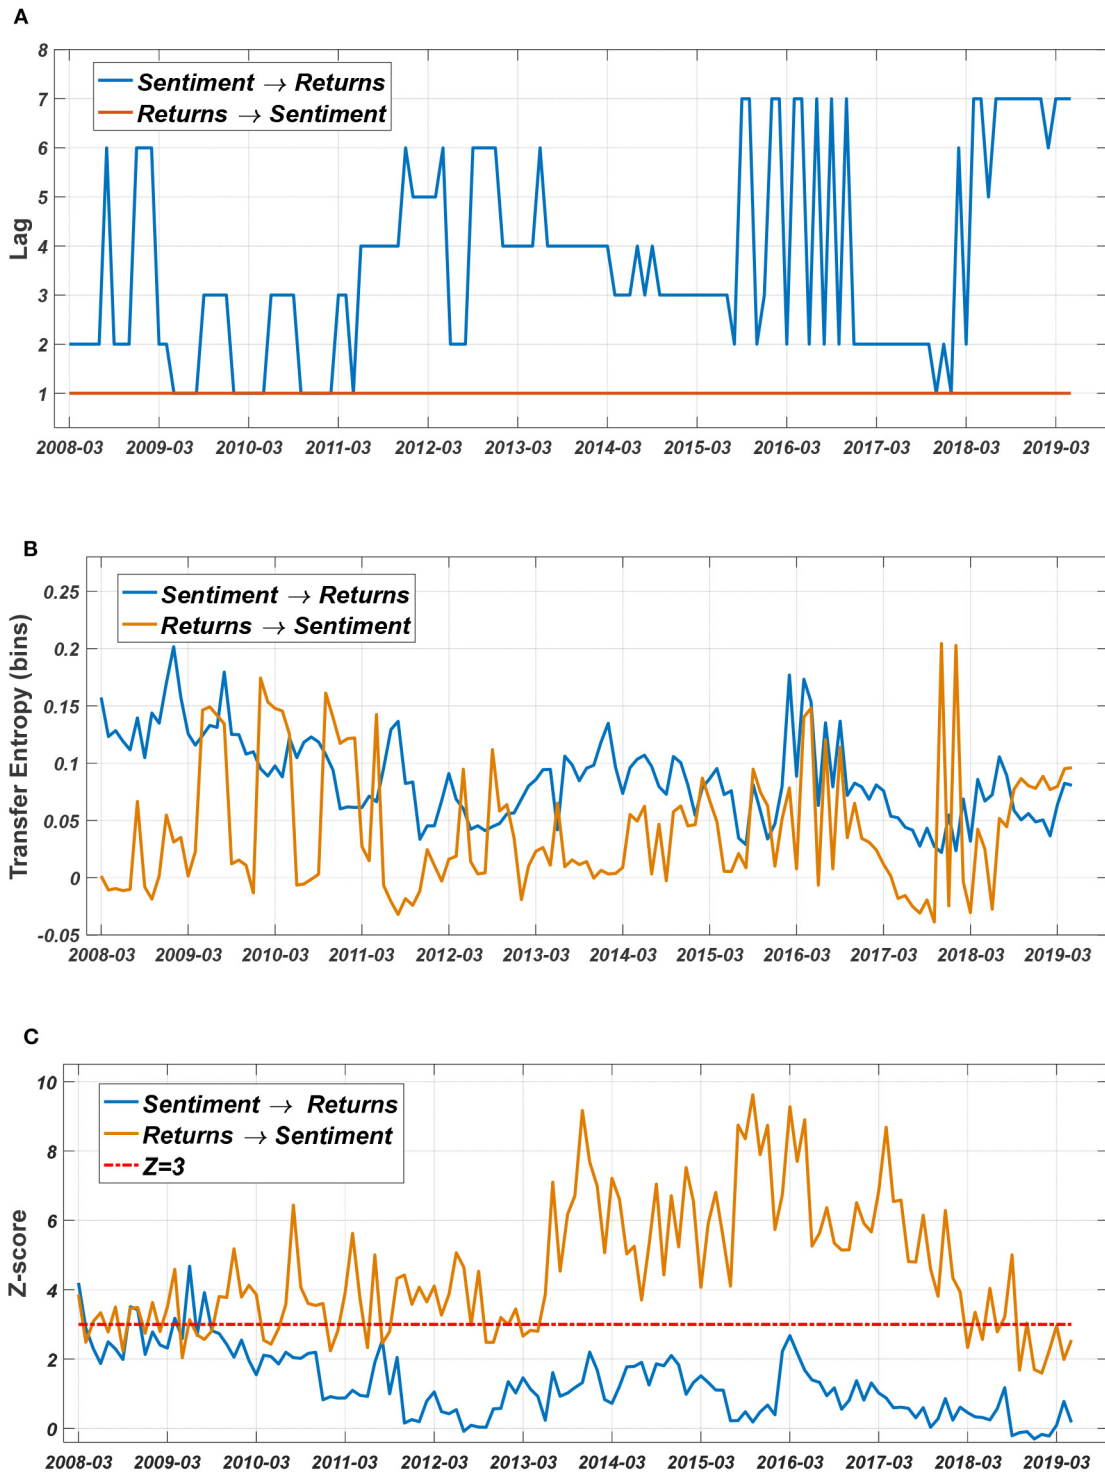 A
8
7
6
5
4
3
2
1
Lag
Sentiment → Returns
Returns → Sentiment
2008-03 2009-03 2010-03 2011-03 2012-03 2013-03 2014-03 2015-03 2016-03 2017-03 2018-03 2019-03
B
0.25
0.2
0.15
0.1
0.05
0
-0.05
Transfer Entropy (bins)
Sentiment → Returns
Returns → Sentiment
2008-03 2009-03 2010-03 2011-03 2012-03 2013-03 2014-03 2015-03 2016-03 2017-03 2018-03 2019-03
C
10
8
6
4
2
0
Z-score
Sentiment → Returns
Returns → Sentiment
Z=3
2008-03 2009-03 2010-03 2011-03 2012-03 2013-03 2014-03 2015-03 2016-03 2017-03 2018-03 2019-03